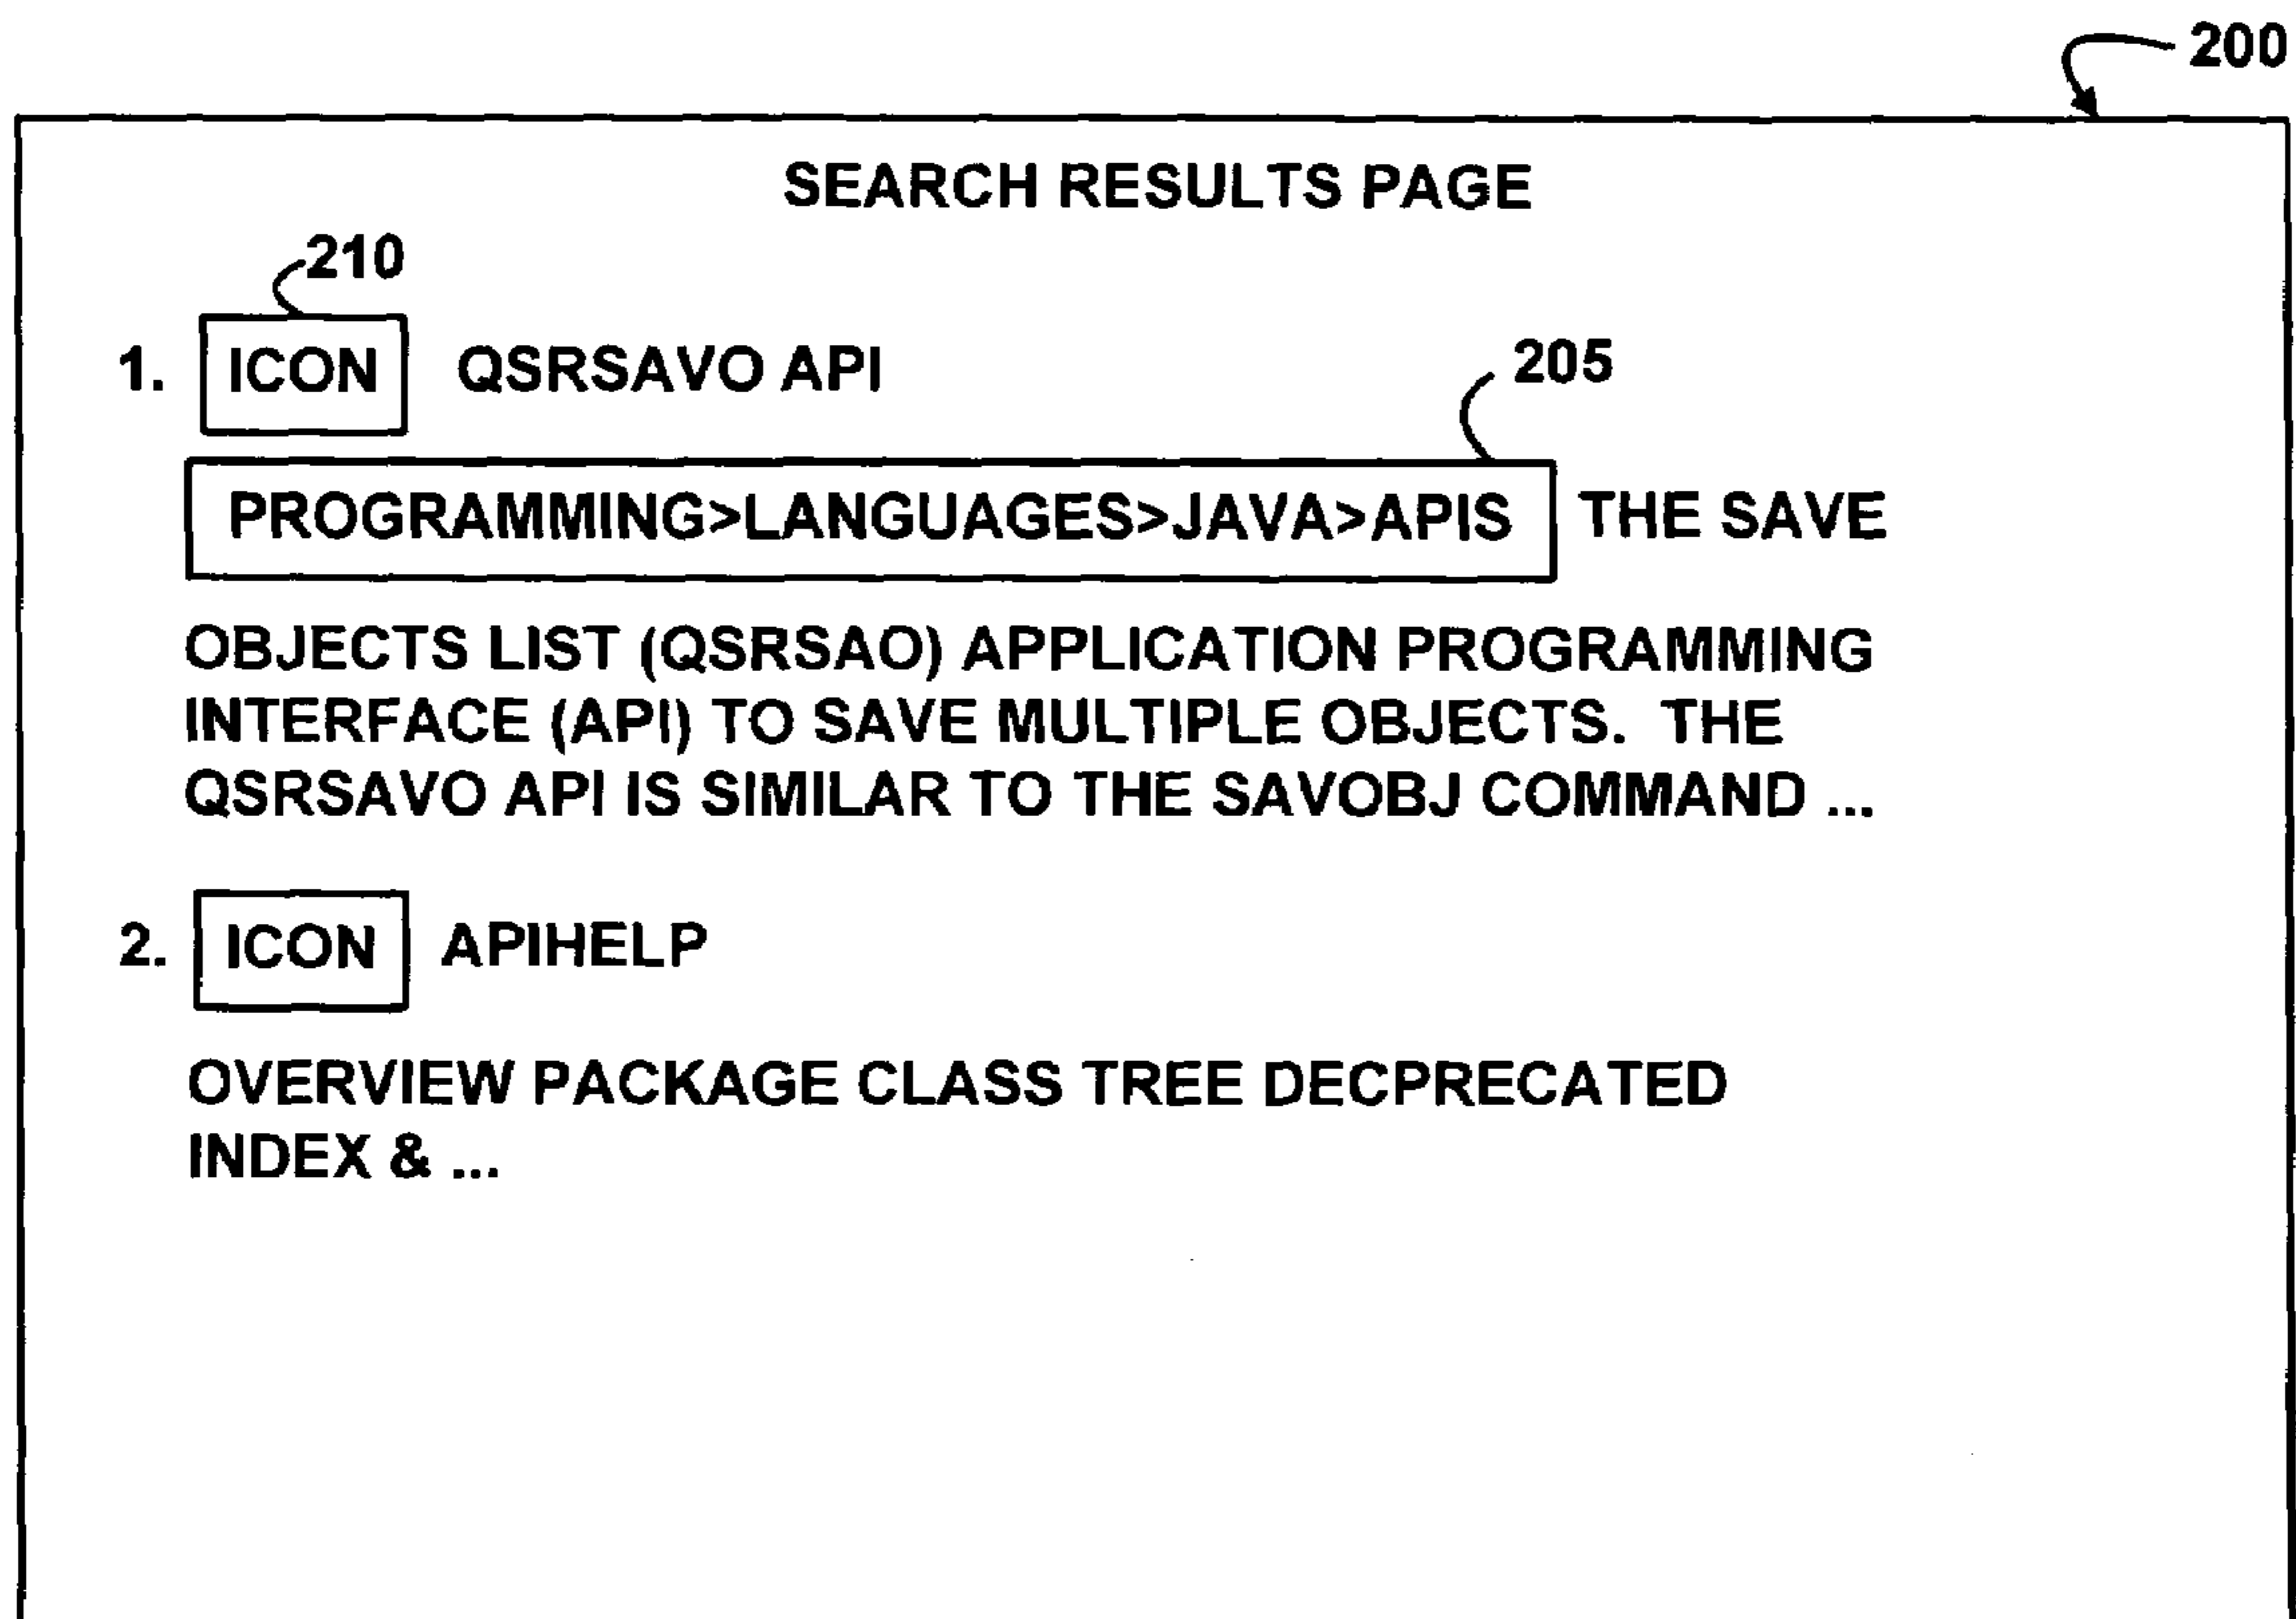 200
SEARCH RESULTS PAGE
210
1. ICON QSRSAVO API
205
PROGRAMMING>LANGUAGES>JAVA>APIS THE SAVE
OBJECTS LIST (QSRSAO) APPLICATION PROGRAMMING
INTERFACE (API) TO SAVE MULTIPLE OBJECTS. THE
QSRSAVO API IS SIMILAR TO THE SAVOBJ COMMAND ...
2. ICON APIHELP
OVERVIEW PACKAGE CLASS TREE DECPRECATED
INDEX & ...